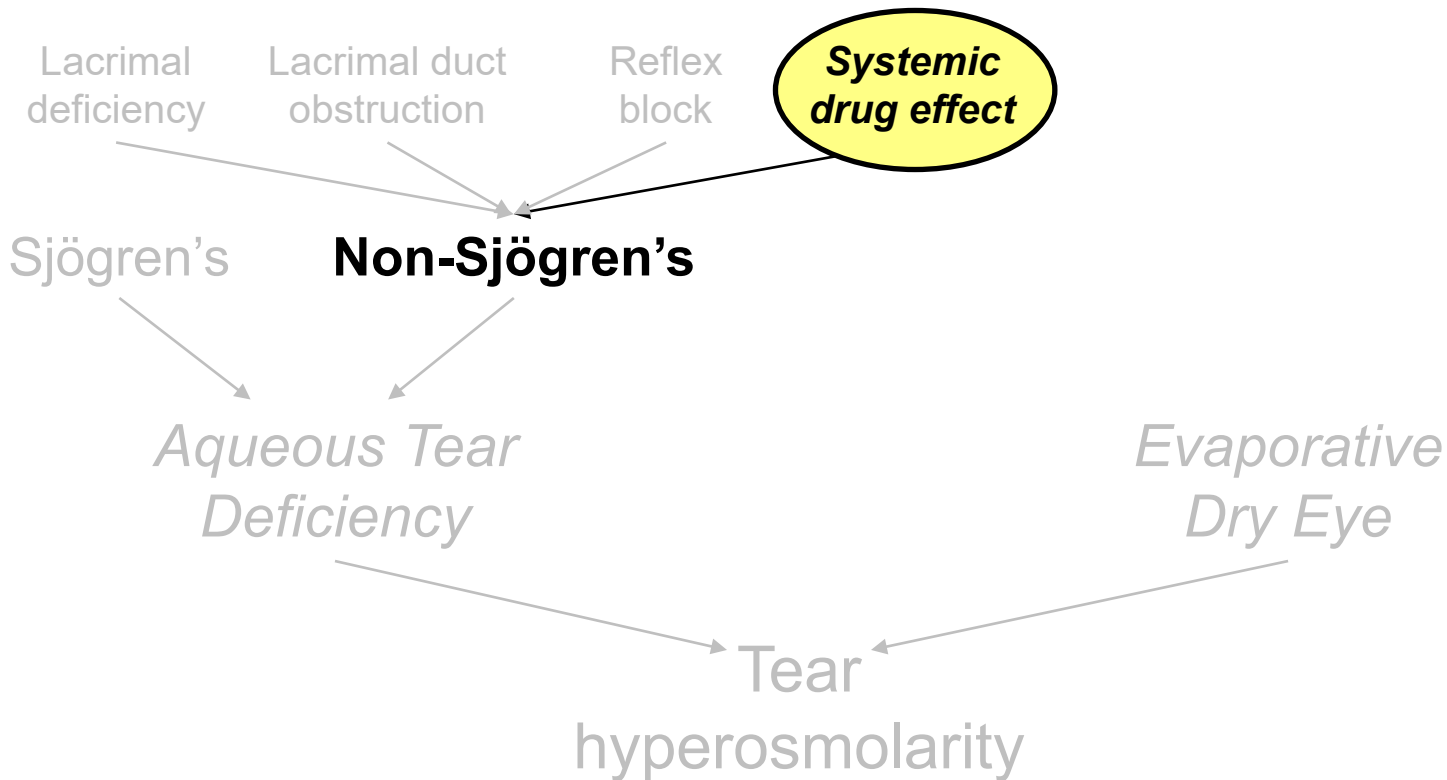 Lacrimal
deficiency
Lacrimal duct
obstruction
Reflex
block
Systemic
drug effect
Sjögren’s
Non-Sjögren’s
Aqueous Tear
Deficiency
Evaporative
Dry Eye
Tear
hyperosmolarity